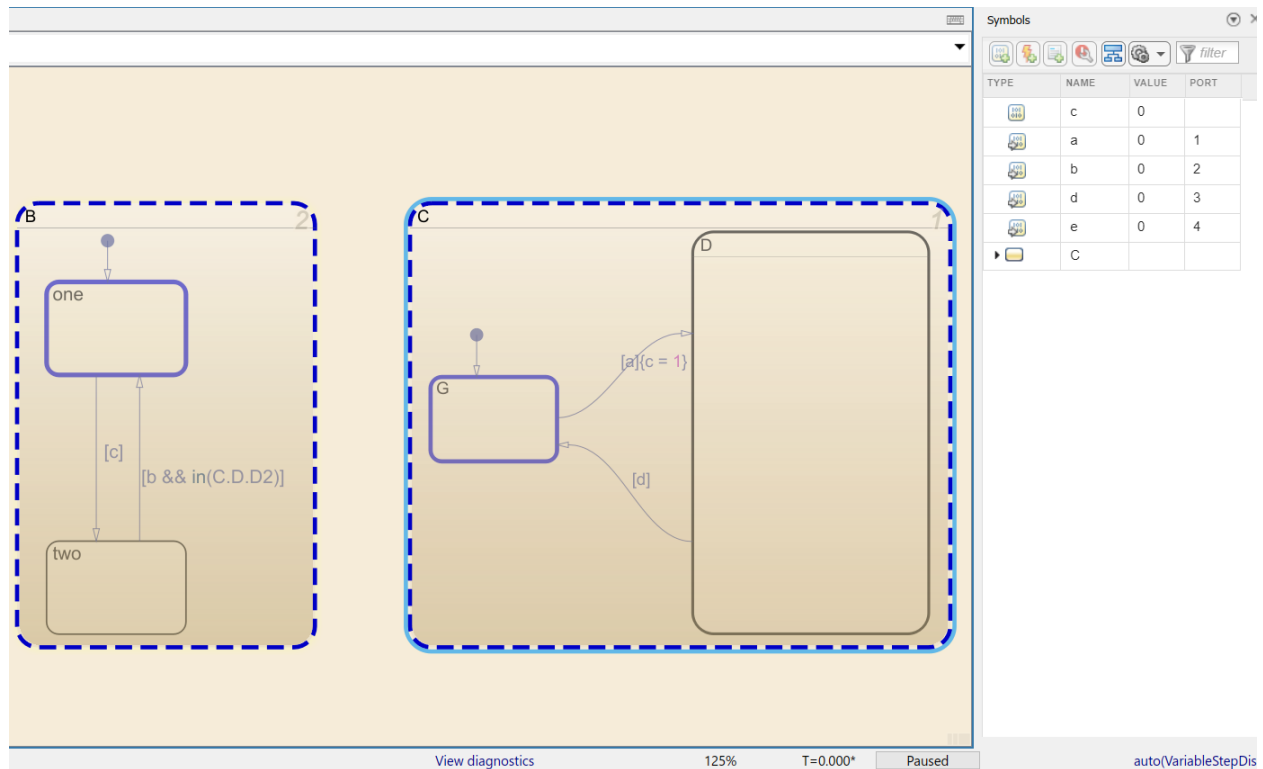 Symbols
filter
TYPE NAME VALUE PORT
c 0
a 0 1
b 0 2
d 0 3
e 0 4
C
B 2
one
[c]
[b && in(C.D.D2)]
two
C 1
D
[a]{c = 1}
G
[d]
View diagnostics 125% T=0.000* Paused auto(VariableStepDis